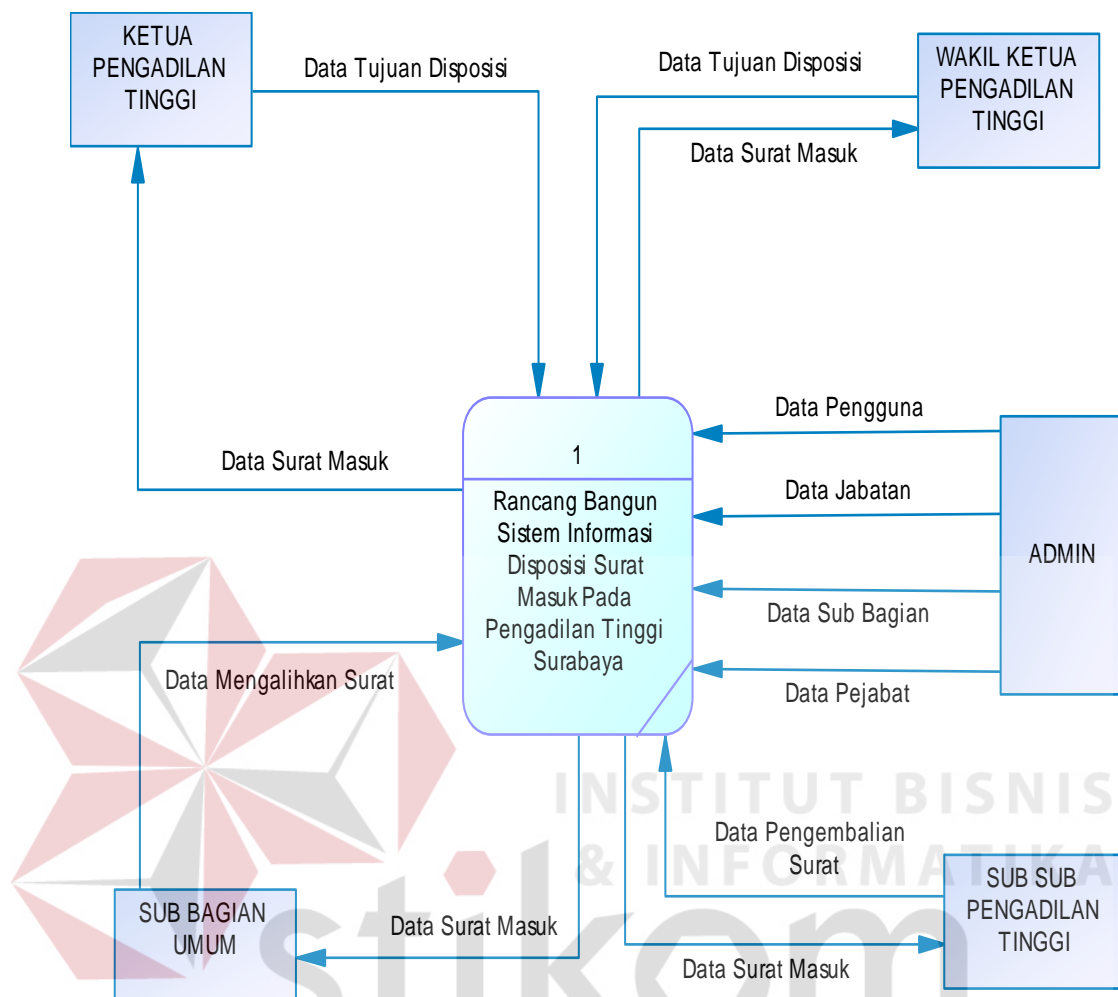 KETUA
PENGADILAN
TINGGI
Data Tujuan Disposisi
Data Tujuan Disposisi
WAKIL KETUA
PENGADILAN
TINGGI
Data Surat Masuk
Data Surat Masuk
1
Rancang Bangun
Sistem Informasi
Disposisi Surat
Masuk Pada
Pengadilan Tinggi
Surabaya
Data Pengguna
Data Jabatan
Data Sub Bagian
Data Pejabat
ADMIN
Data Mengalihkan Surat
INSTITUT BISNIS
& INFORMATIKA
stikom
Data Pengembalian
Surat
SUB BAGIAN
UMUM
Data Surat Masuk
Data Surat Masuk
SUB SUB
PENGADILAN
TINGGI